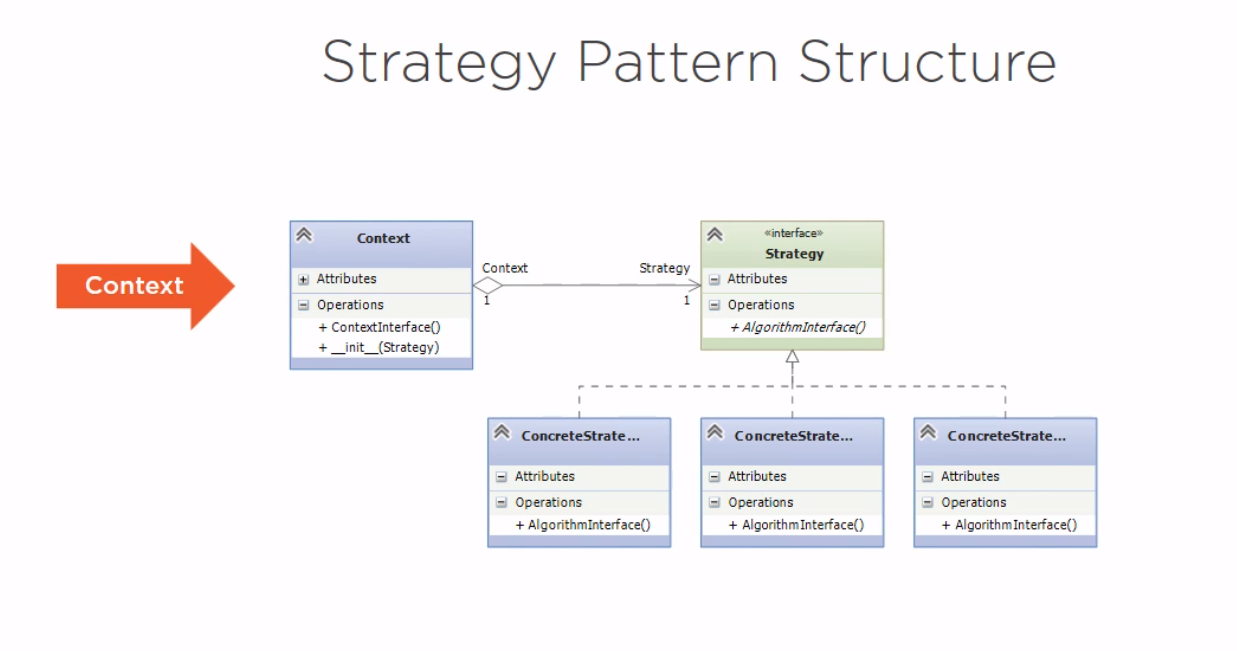 Strategy Pattern Structure
Context
Context
Attributes
Operations
+ ContextInterface()
+ __init__(Strategy)
Context
1
Strategy
1
«interface»
Strategy
Attributes
Operations
+ AlgorithmInterface()
ConcreteStrate...
Attributes
Operations
+ AlgorithmInterface()
ConcreteStrate...
Attributes
Operations
+ AlgorithmInterface()
ConcreteStrate...
Attributes
Operations
+ AlgorithmInterface()